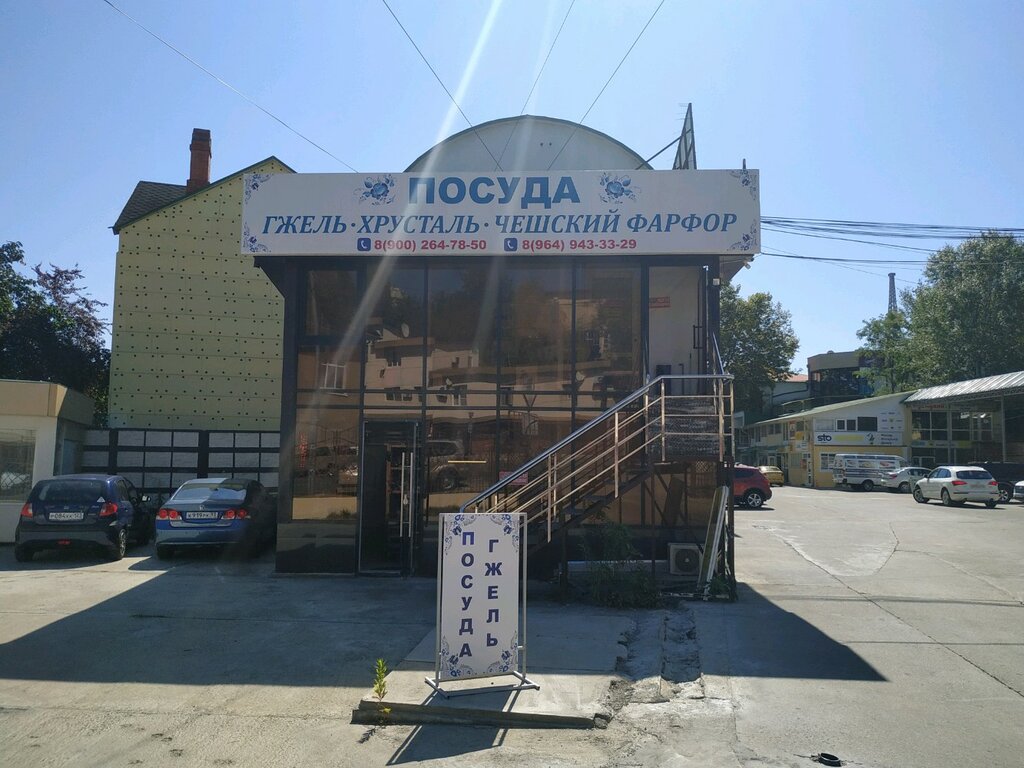 ПОСУДА
ГЖЕЛЬ·ХРУСТАЛЬ·ЧЕШСКИЙ ФАРФОР
8(900) 264-78-50 8(964) 943-33-29
ПОСУДА
ГЖЕЛЬ
sto